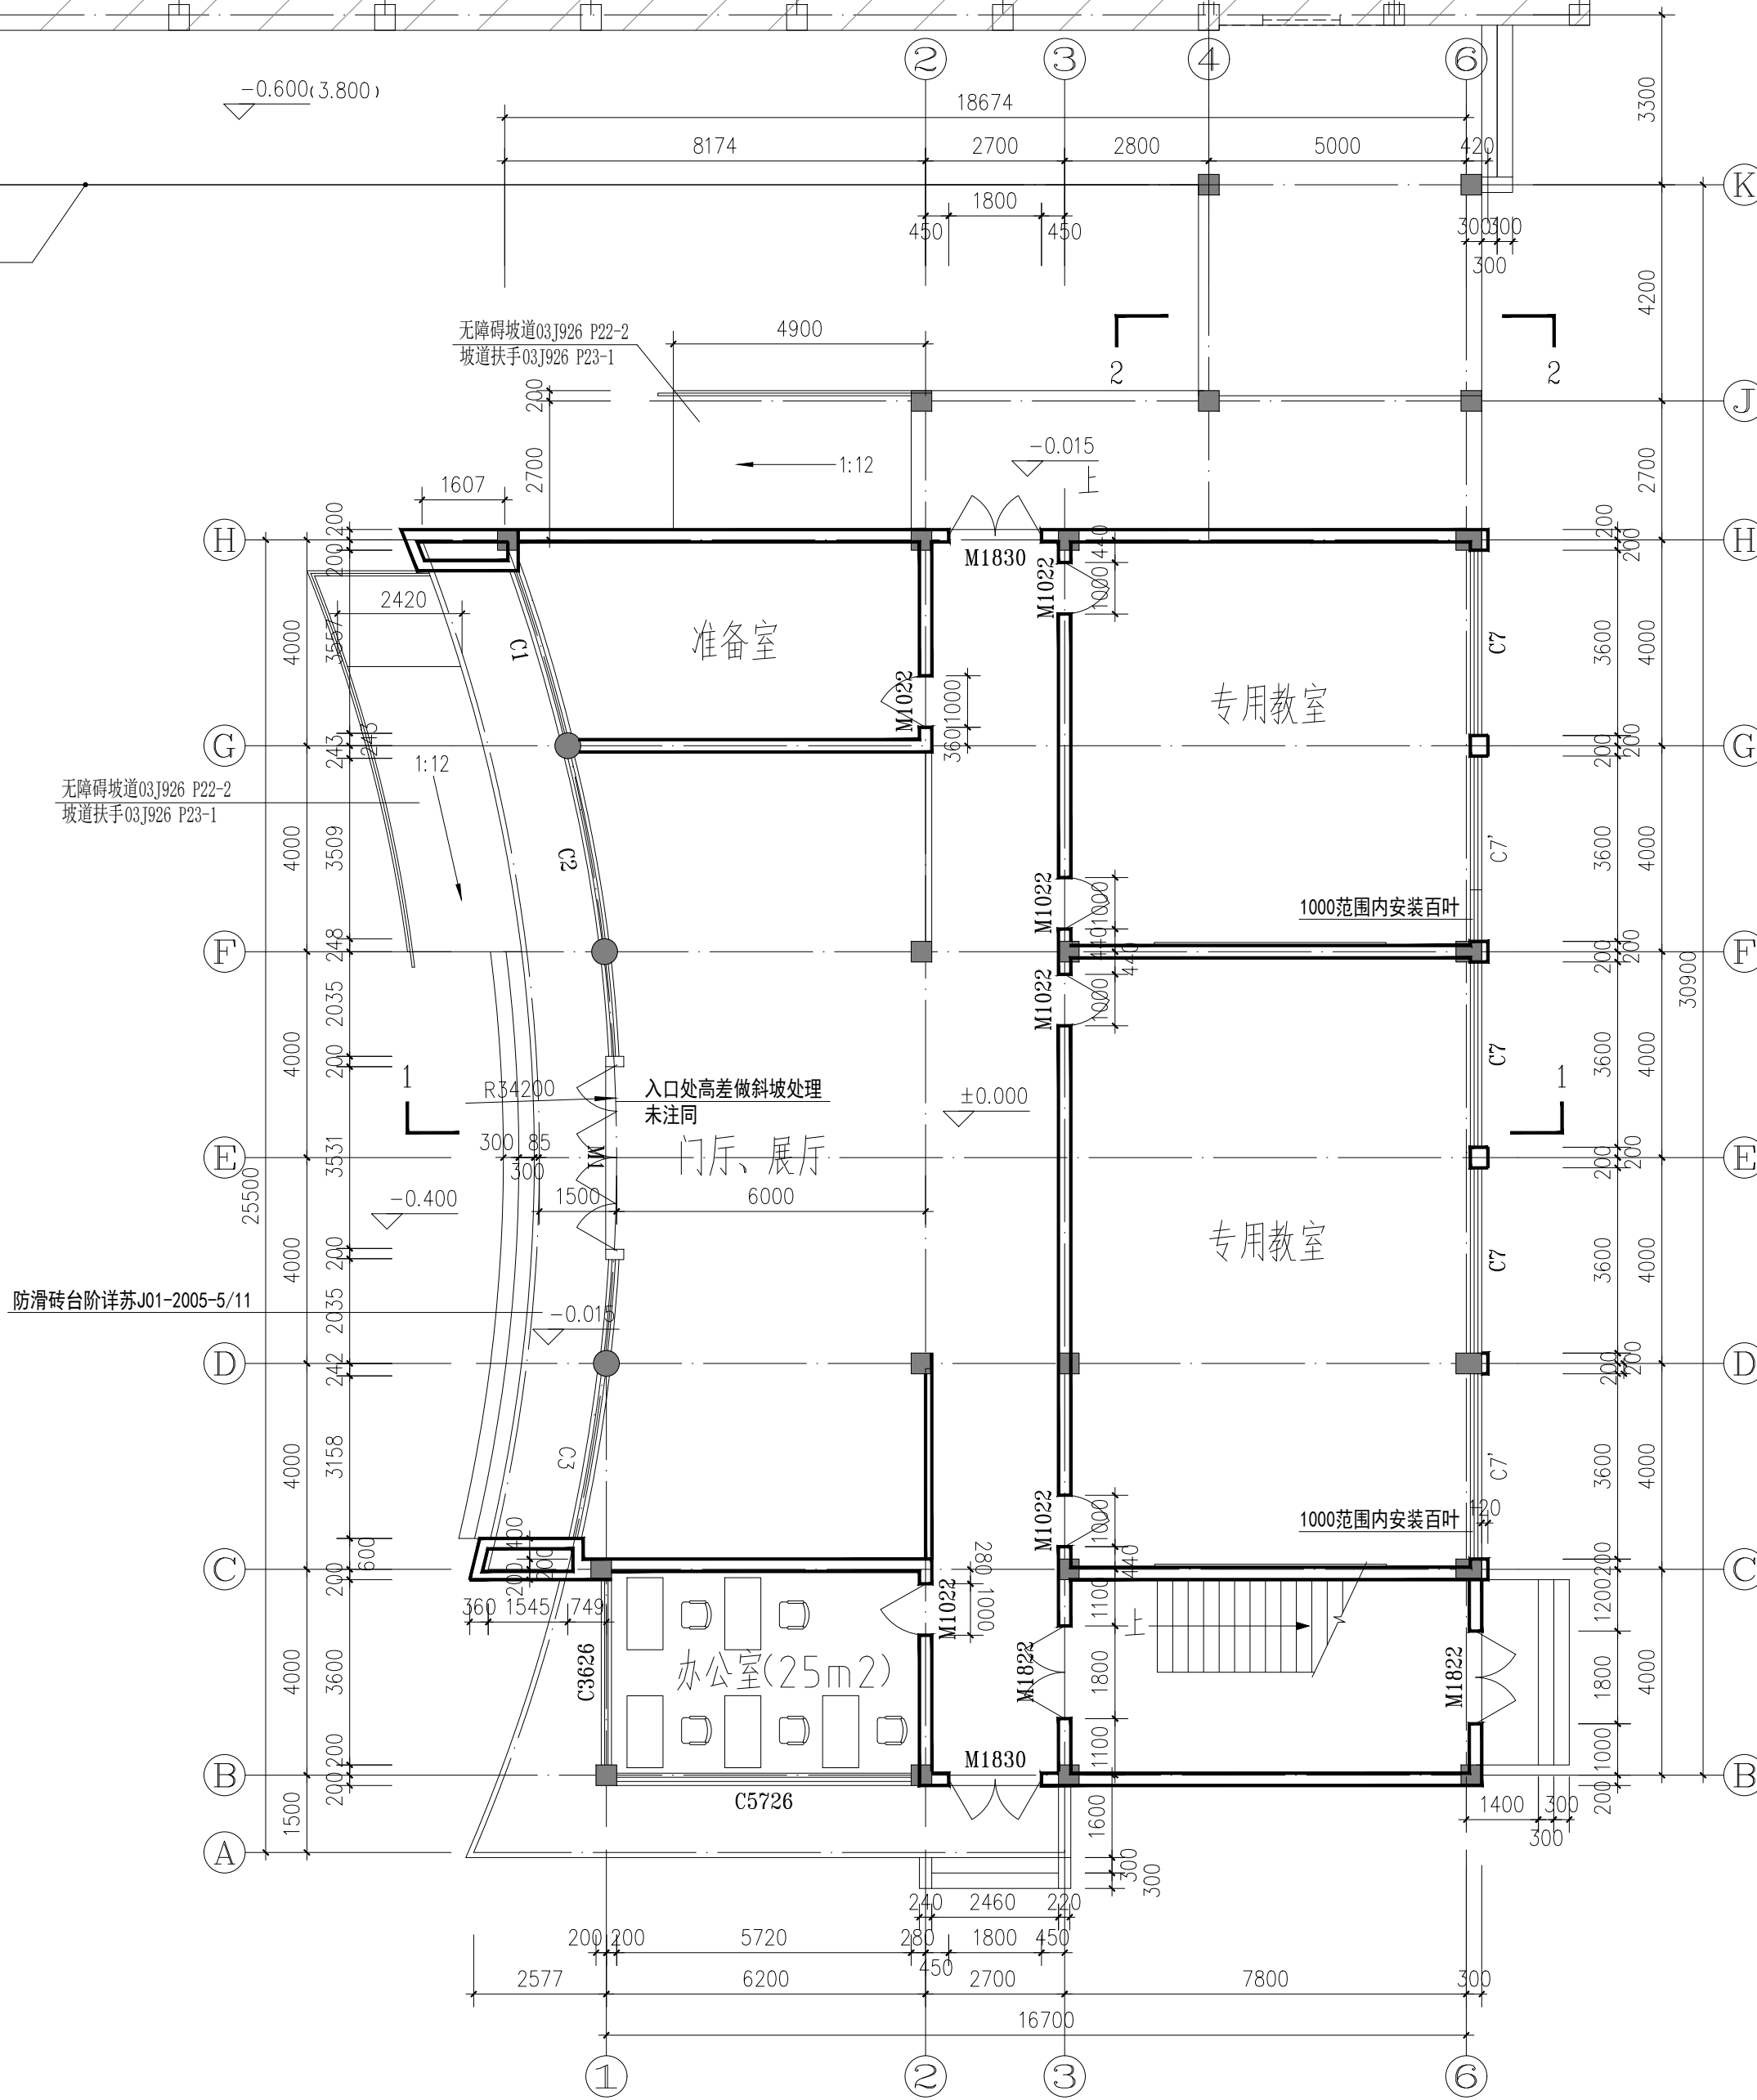 ② ③ ④ ⑥
-0.600(3.800)
18674
8174 2700 2800 5000 420
3300
1800
450 450
300 300
300
K
4200
无障碍坡道03J926 P22-2
坡道扶手03J926 P23-1
4900
2 2
200
J
-0.015
上
1:12
2700
2700
1607
H
200
200
M1830
440
M1022
1000
200
200
H
2420
C1
准备室
4000
3557
M1022
1000
360
专用教室
C7
3600
4000
G
243
243
200
200
G
1:12
无障碍坡道03J926 P22-2
坡道扶手03J926 P23-1
4000
3509
C2
M1022
1000
C7'
3600
4000
1000范围内安装百叶
F
248
440
440
200
200
F
30900
2035
M1022
1000
4000
200
1
R34200
入口处高差做斜坡处理
未注同
±0.000
C7
3600
4000
1
E
3531
300 85
300
M1
门厅、展厅
200
200
E
25500
-0.400
1500
6000
专用教室
4000
200
C7
3600
4000
防滑砖台阶详苏J01-2005-5/11
2035
-0.015
D
242
200
200
D
4000
3158
C3
M1022
1000
C7'
3600
4000
120
1000范围内安装百叶
C
600
200
400
200
200
280
440
200
C
360 1545 749
M1022
1000
1100
上
1200
C3626
办公室(25m2)
M1822
1800
M1822
1800
4000
4000
3600
1100
1000
B
200
200
M1830
C5726
200
B
1500
1600
1400 300
300
A
300
300
240 2460 220
200 200 5720 280 1800 450
450
2577 6200 2700 7800 300
16700
① ② ③ ⑥